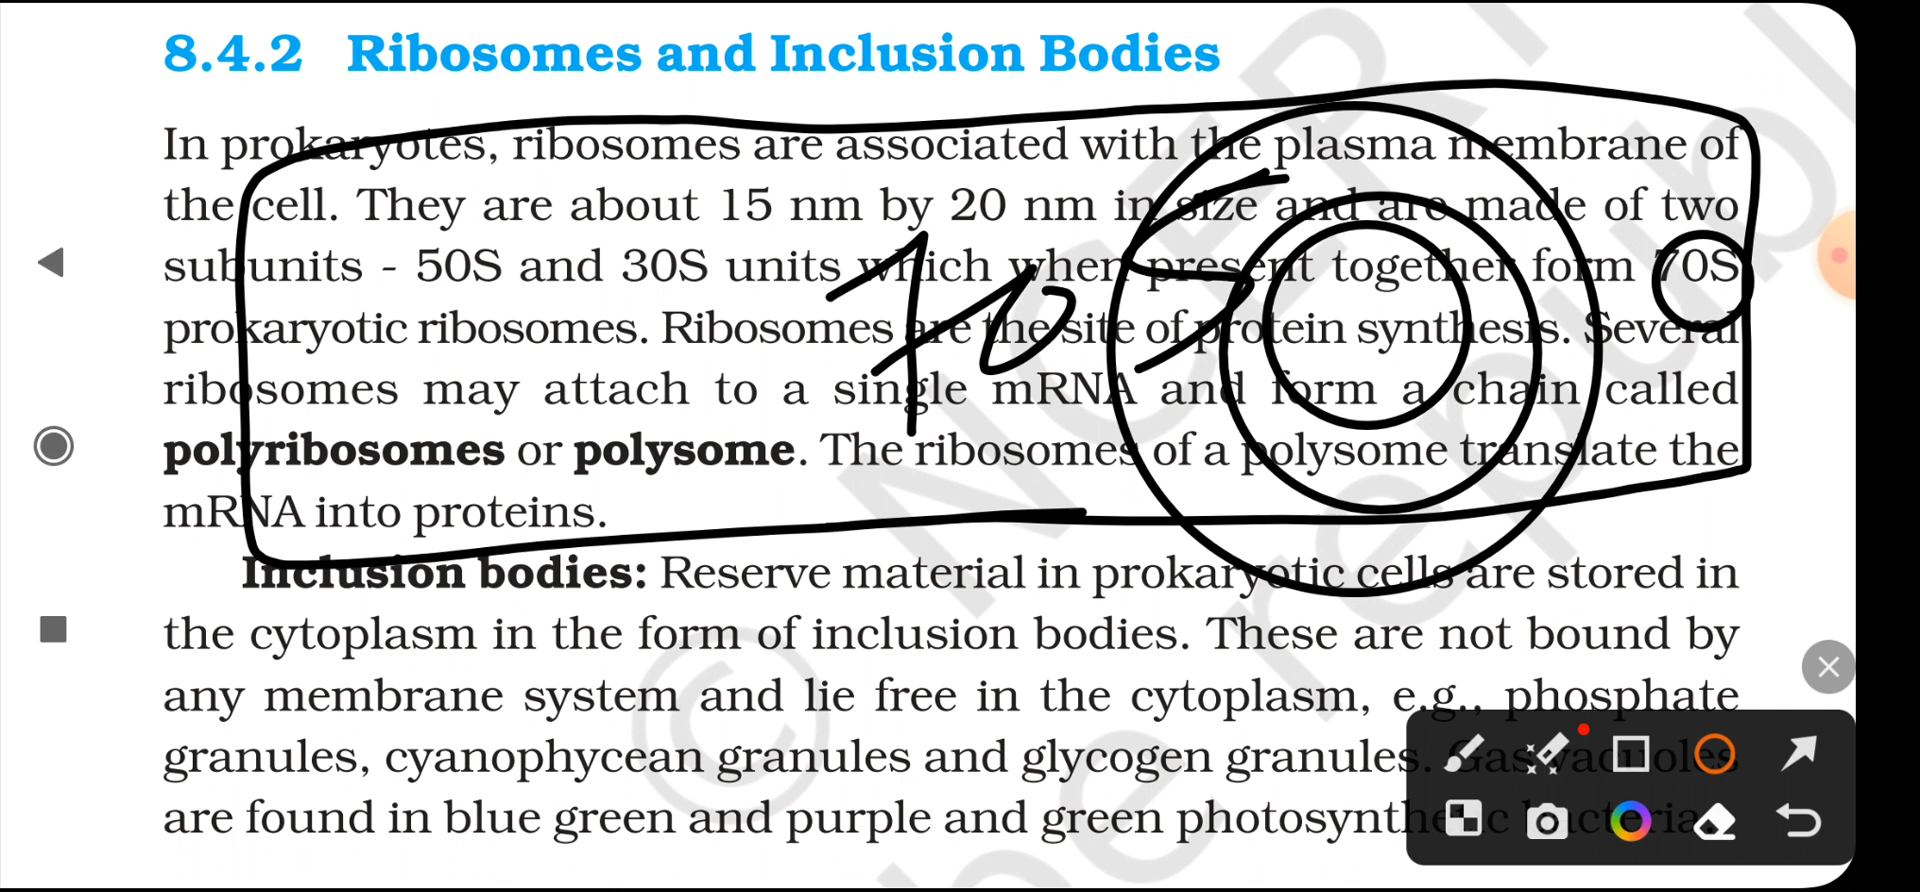 8.4.2 Ribosomes and Inclusion Bodies
In prokaryotes, ribosomes are associated with the plasma membrane of
the cell. They are about 15 nm by 20 nm in size and are made of two
subunits - 50S and 30S units which when present together form 70S
prokaryotic ribosomes. Ribosomes are the site of protein synthesis. Several
ribosomes may attach to a single mRNA and form a chain called
polyribosomes or polysome. The ribosomes of a polysome translate the
mRNA into proteins.
70S
Inclusion bodies: Reserve material in prokaryotic cells are stored in
the cytoplasm in the form of inclusion bodies. These are not bound by
any membrane system and lie free in the cytoplasm, e.g., phosphate
granules, cyanophycean granules and glycogen granules. Gas vacuoles
are found in blue green and purple and green photosynthetic bacteria